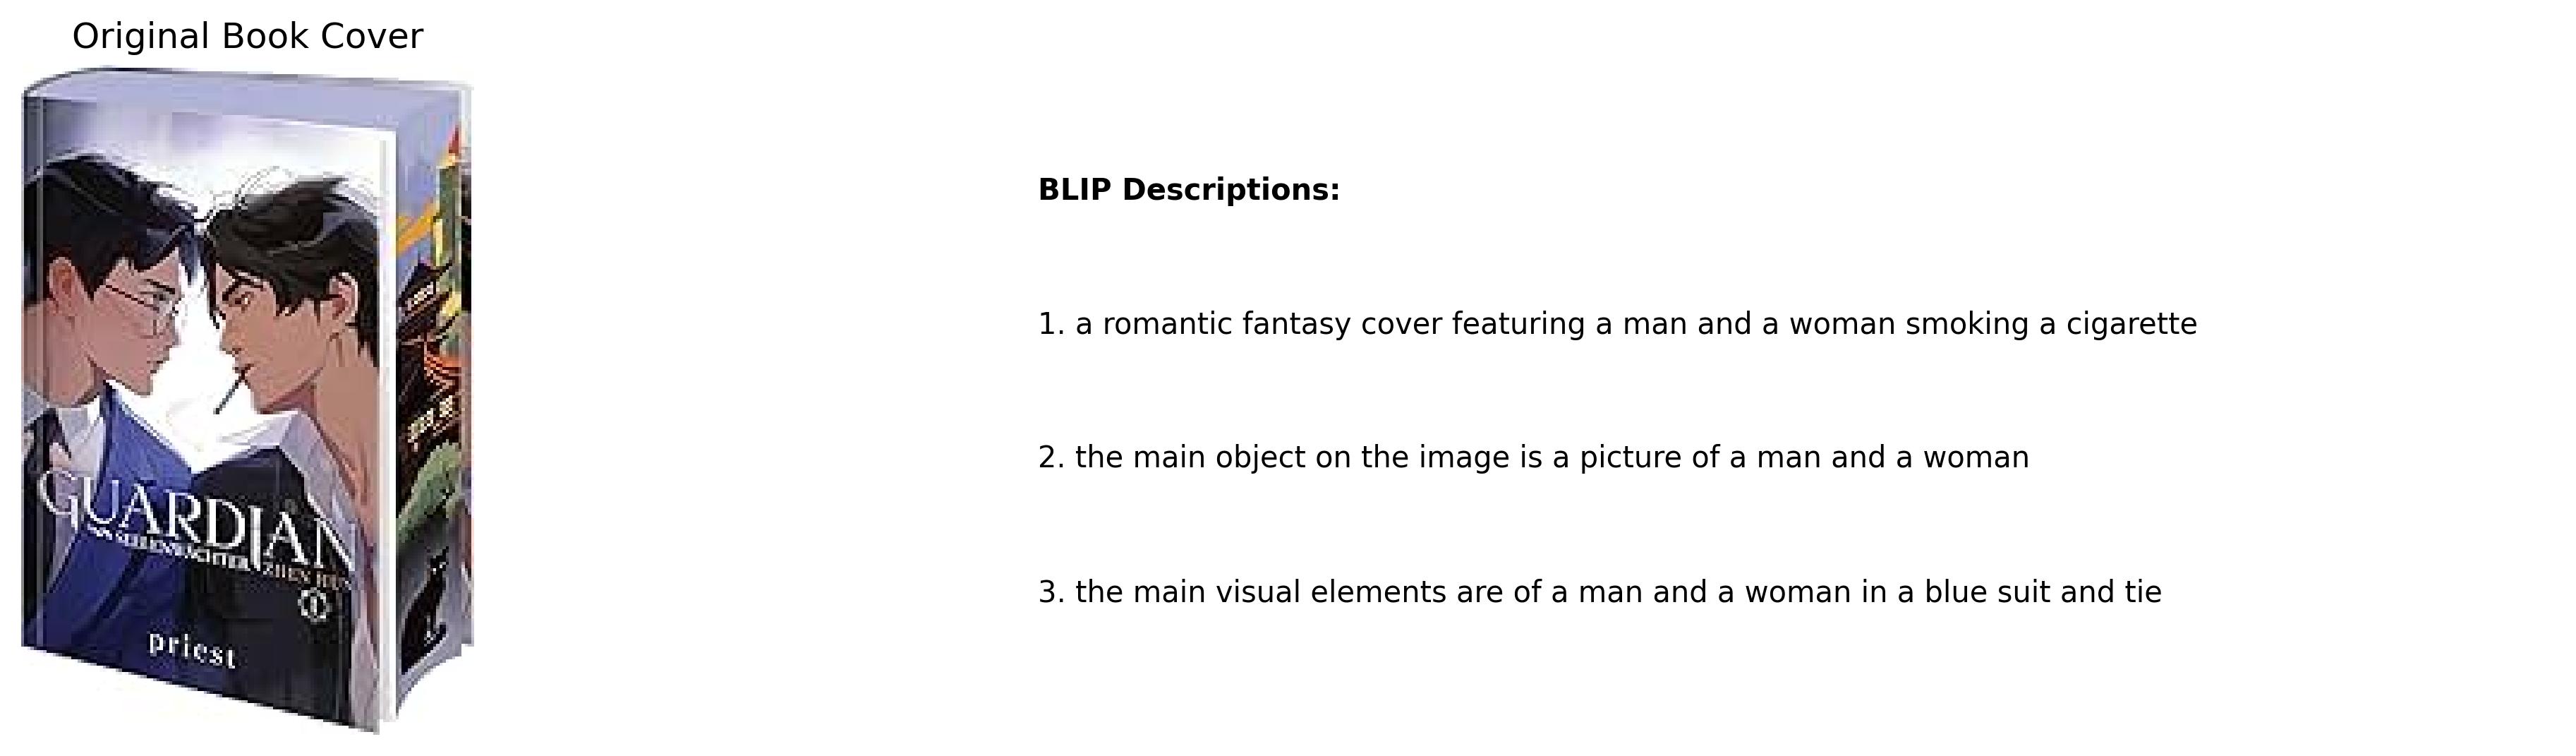 Original Book Cover
GUARDIAN
ZHEN HUN
1
priest
BLIP Descriptions:
1. a romantic fantasy cover featuring a man and a woman smoking a cigarette
2. the main object on the image is a picture of a man and a woman
3. the main visual elements are of a man and a woman in a blue suit and tie